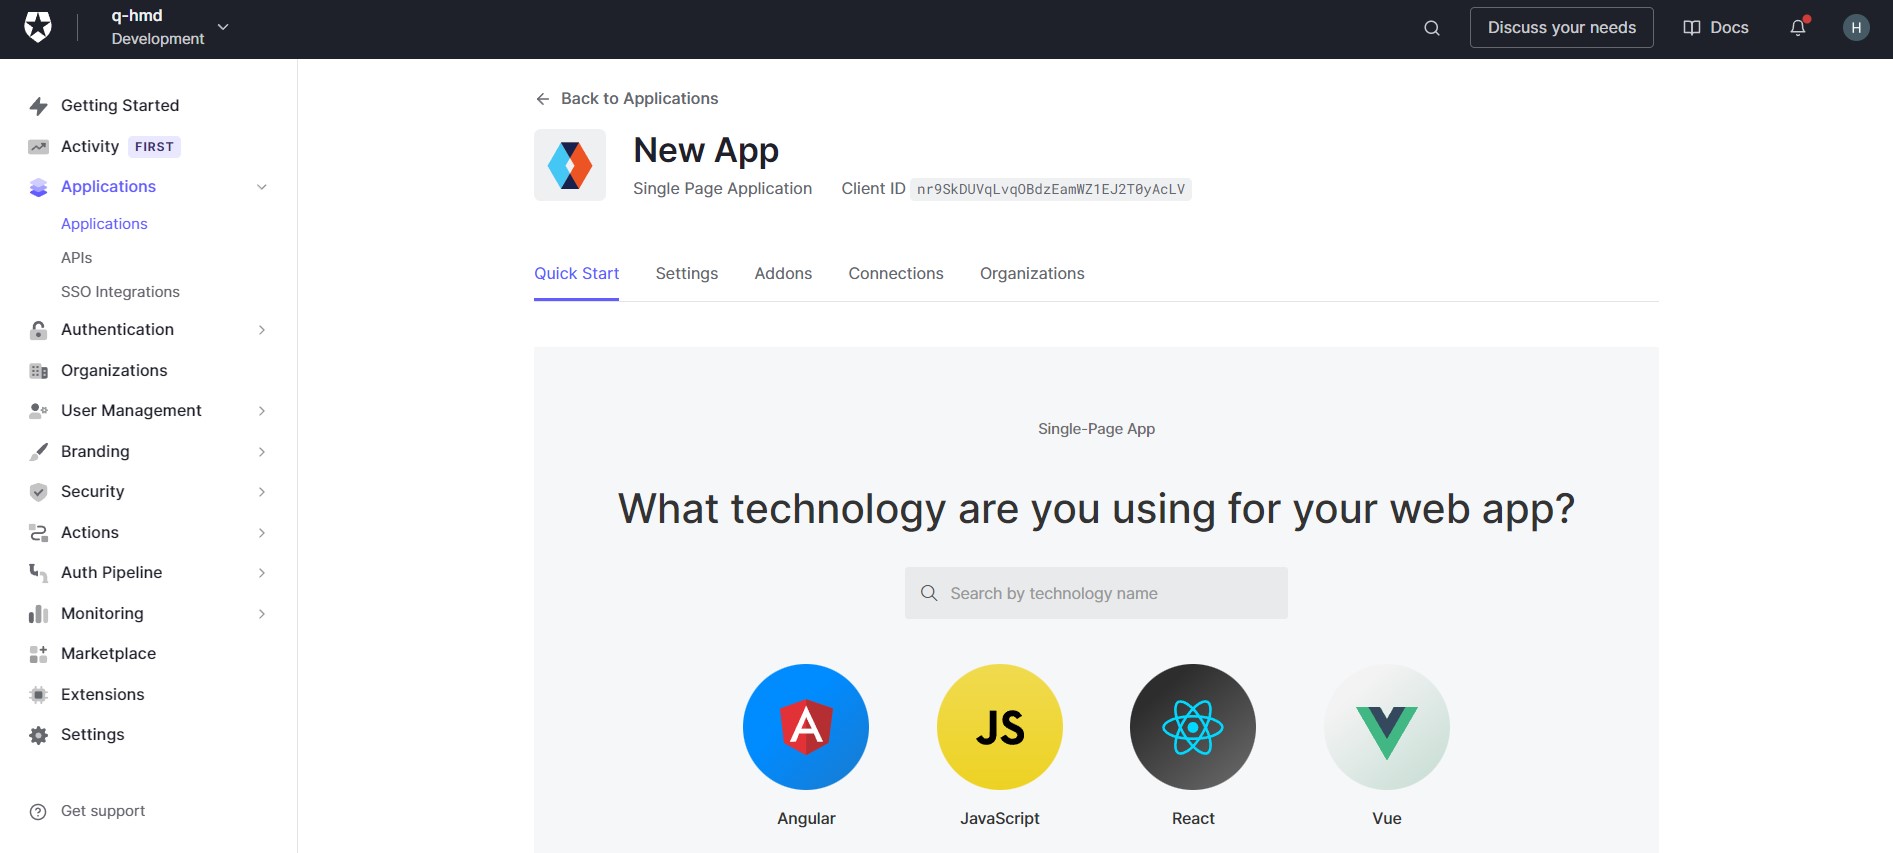 q-hmd
Development
Discuss your needs
Docs
H
Getting Started
Activity FIRST
Applications
Applications
APIs
SSO Integrations
Authentication
Organizations
User Management
Branding
Security
Actions
Auth Pipeline
Monitoring
Marketplace
Extensions
Settings
Get support
Back to Applications
New App
Single Page Application Client ID nr9SkDUVqLvqOBdzEamWZ1EJ2T0yAcLV
Quick Start Settings Addons Connections Organizations
Single-Page App
What technology are you using for your web app?
Search by technology name
JS
Angular JavaScript React Vue